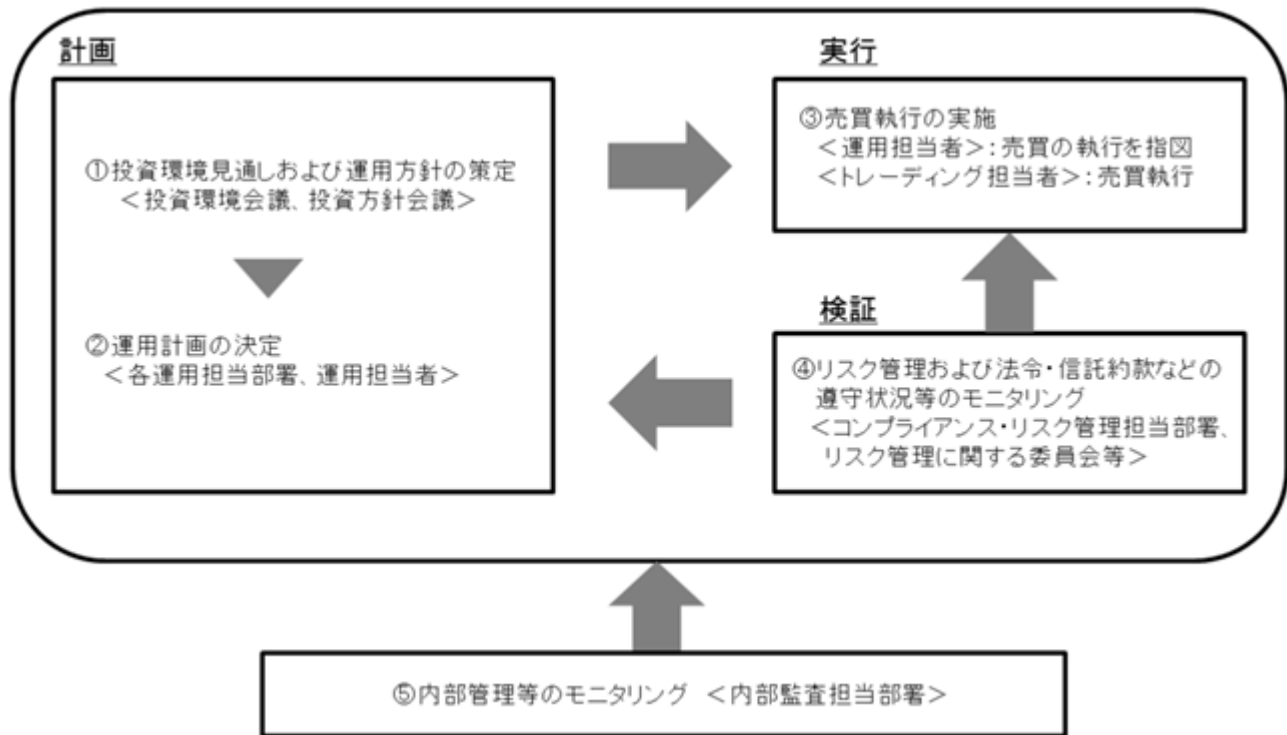 計画
①投資環境見通しおよび運用方針の策定
＜投資環境会議、投資方針会議＞
②運用計画の決定
＜各運用担当部署、運用担当者＞
実行
③売買執行の実施
＜運用担当者＞：売買の執行を指図
＜トレーディング担当者＞：売買執行
検証
④リスク管理および法令・信託約款などの
遵守状況等のモニタリング
＜コンプライアンス・リスク管理担当部署、
リスク管理に関する委員会等＞
⑤内部管理等のモニタリング ＜内部監査担当部署＞